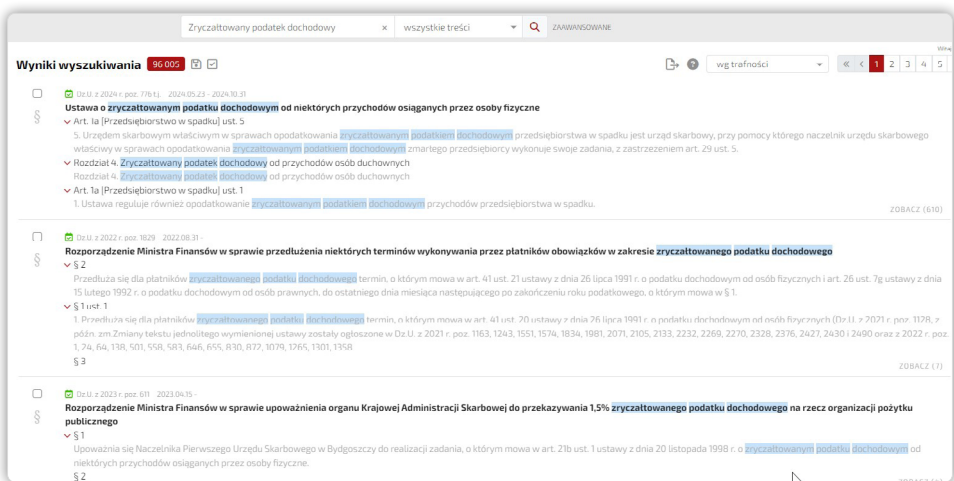 Zryczałtowany podatek dochodowy × wszystkie treści ZAAWANSOWANE
Wyniki wyszukiwania 96 005 wg trafności « < 1 2 3 4 5
Dz.U. z 2024 r. poz. 776 t.j. 2024.05.23 - 2024.10.31
Ustawa o zryczałtowanym podatku dochodowym od niektórych przychodów osiąganych przez osoby fizyczne
§
Art. 1a [Przedsiębiorstwo w spadku] ust. 5
5. Urzędem skarbowym właściwym w sprawach opodatkowania zryczałtowanym podatkiem dochodowym przedsiębiorstwa w spadku jest urząd skarbowy, przy pomocy którego naczelnik urzędu skarbowego
właściwy w sprawach opodatkowania zryczałtowanym podatkiem dochodowym zmarłego przedsiębiorcy wykonuje swoje zadania, z zastrzeżeniem art. 29 ust. 5.
Rozdział 4. Zryczałtowany podatek dochodowy od przychodów osób duchownych
Rozdział 4. Zryczałtowany podatek dochodowy od przychodów osób duchownych
Art. 1a [Przedsiębiorstwo w spadku] ust. 1
1. Ustawa reguluje również opodatkowanie zryczałtowanym podatkiem dochodowym przychodów przedsiębiorstwa w spadku.
ZOBACZ (610)
Dz.U. z 2022 r. poz. 1829 2022.08.31 -
Rozporządzenie Ministra Finansów w sprawie przedłużenia niektórych terminów wykonywania przez płatników obowiązków w zakresie zryczałtowanego podatku dochodowego
§
§ 2
Przedłuża się dla płatników zryczałtowanego podatku dochodowego termin, o którym mowa w art. 41 ust. 21 ustawy z dnia 26 lipca 1991 r. o podatku dochodowym od osób fizycznych i art. 26 ust. 7g ustawy z dnia
15 lutego 1992 r. o podatku dochodowym od osób prawnych, do ostatniego dnia miesiąca następującego po zakończeniu roku podatkowego, o którym mowa w § 1.
§ 1 ust. 1
1. Przedłuża się dla płatników zryczałtowanego podatku dochodowego termin, o którym mowa w art. 41 ust. 20 ustawy z dnia 26 lipca 1991 r. o podatku dochodowym od osób fizycznych (Dz.U. z 2021 r. poz. 1128, z
późn. zm.Zmiany tekstu jednolitego wymienionej ustawy zostały ogłoszone w Dz.U. z 2021 r. poz. 1163, 1243, 1551, 1574, 1834, 1981, 2071, 2105, 2133, 2232, 2269, 2270, 2328, 2376, 2427, 2430 i 2490 oraz z 2022 r. poz.
1, 24, 64, 138, 501, 558, 583, 646, 655, 830, 872, 1079, 1265, 1301, 1358
§ 3
ZOBACZ (7)
Dz.U. z 2023 r. poz. 611 2023.04.15 -
Rozporządzenie Ministra Finansów w sprawie upoważnienia organu Krajowej Administracji Skarbowej do przekazywania 1,5% zryczałtowanego podatku dochodowego na rzecz organizacji pożytku
publicznego
§
§ 1
Upoważnia się Naczelnika Pierwszego Urzędu Skarbowego w Bydgoszczy do realizacji zadania, o którym mowa w art. 21b ust. 1 ustawy z dnia 20 listopada 1998 r. o zryczałtowanym podatku dochodowym od
niektórych przychodów osiąganych przez osoby fizyczne.
§ 2